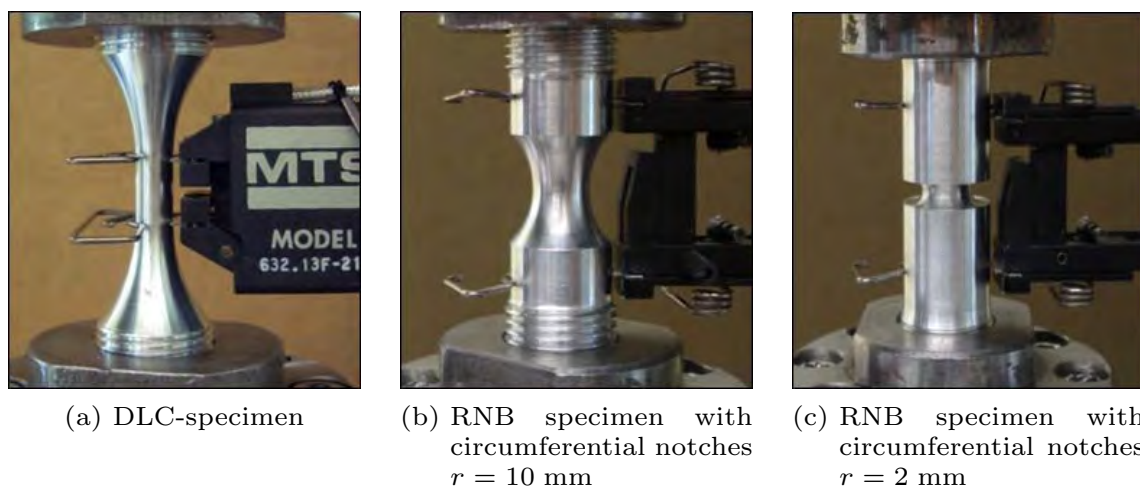 MTS
MODEL
632.13F-21
(a) DLC-specimen
(b) RNB specimen with
circumferential notches
r = 10 mm
(c) RNB specimen with
circumferential notches
r = 2 mm